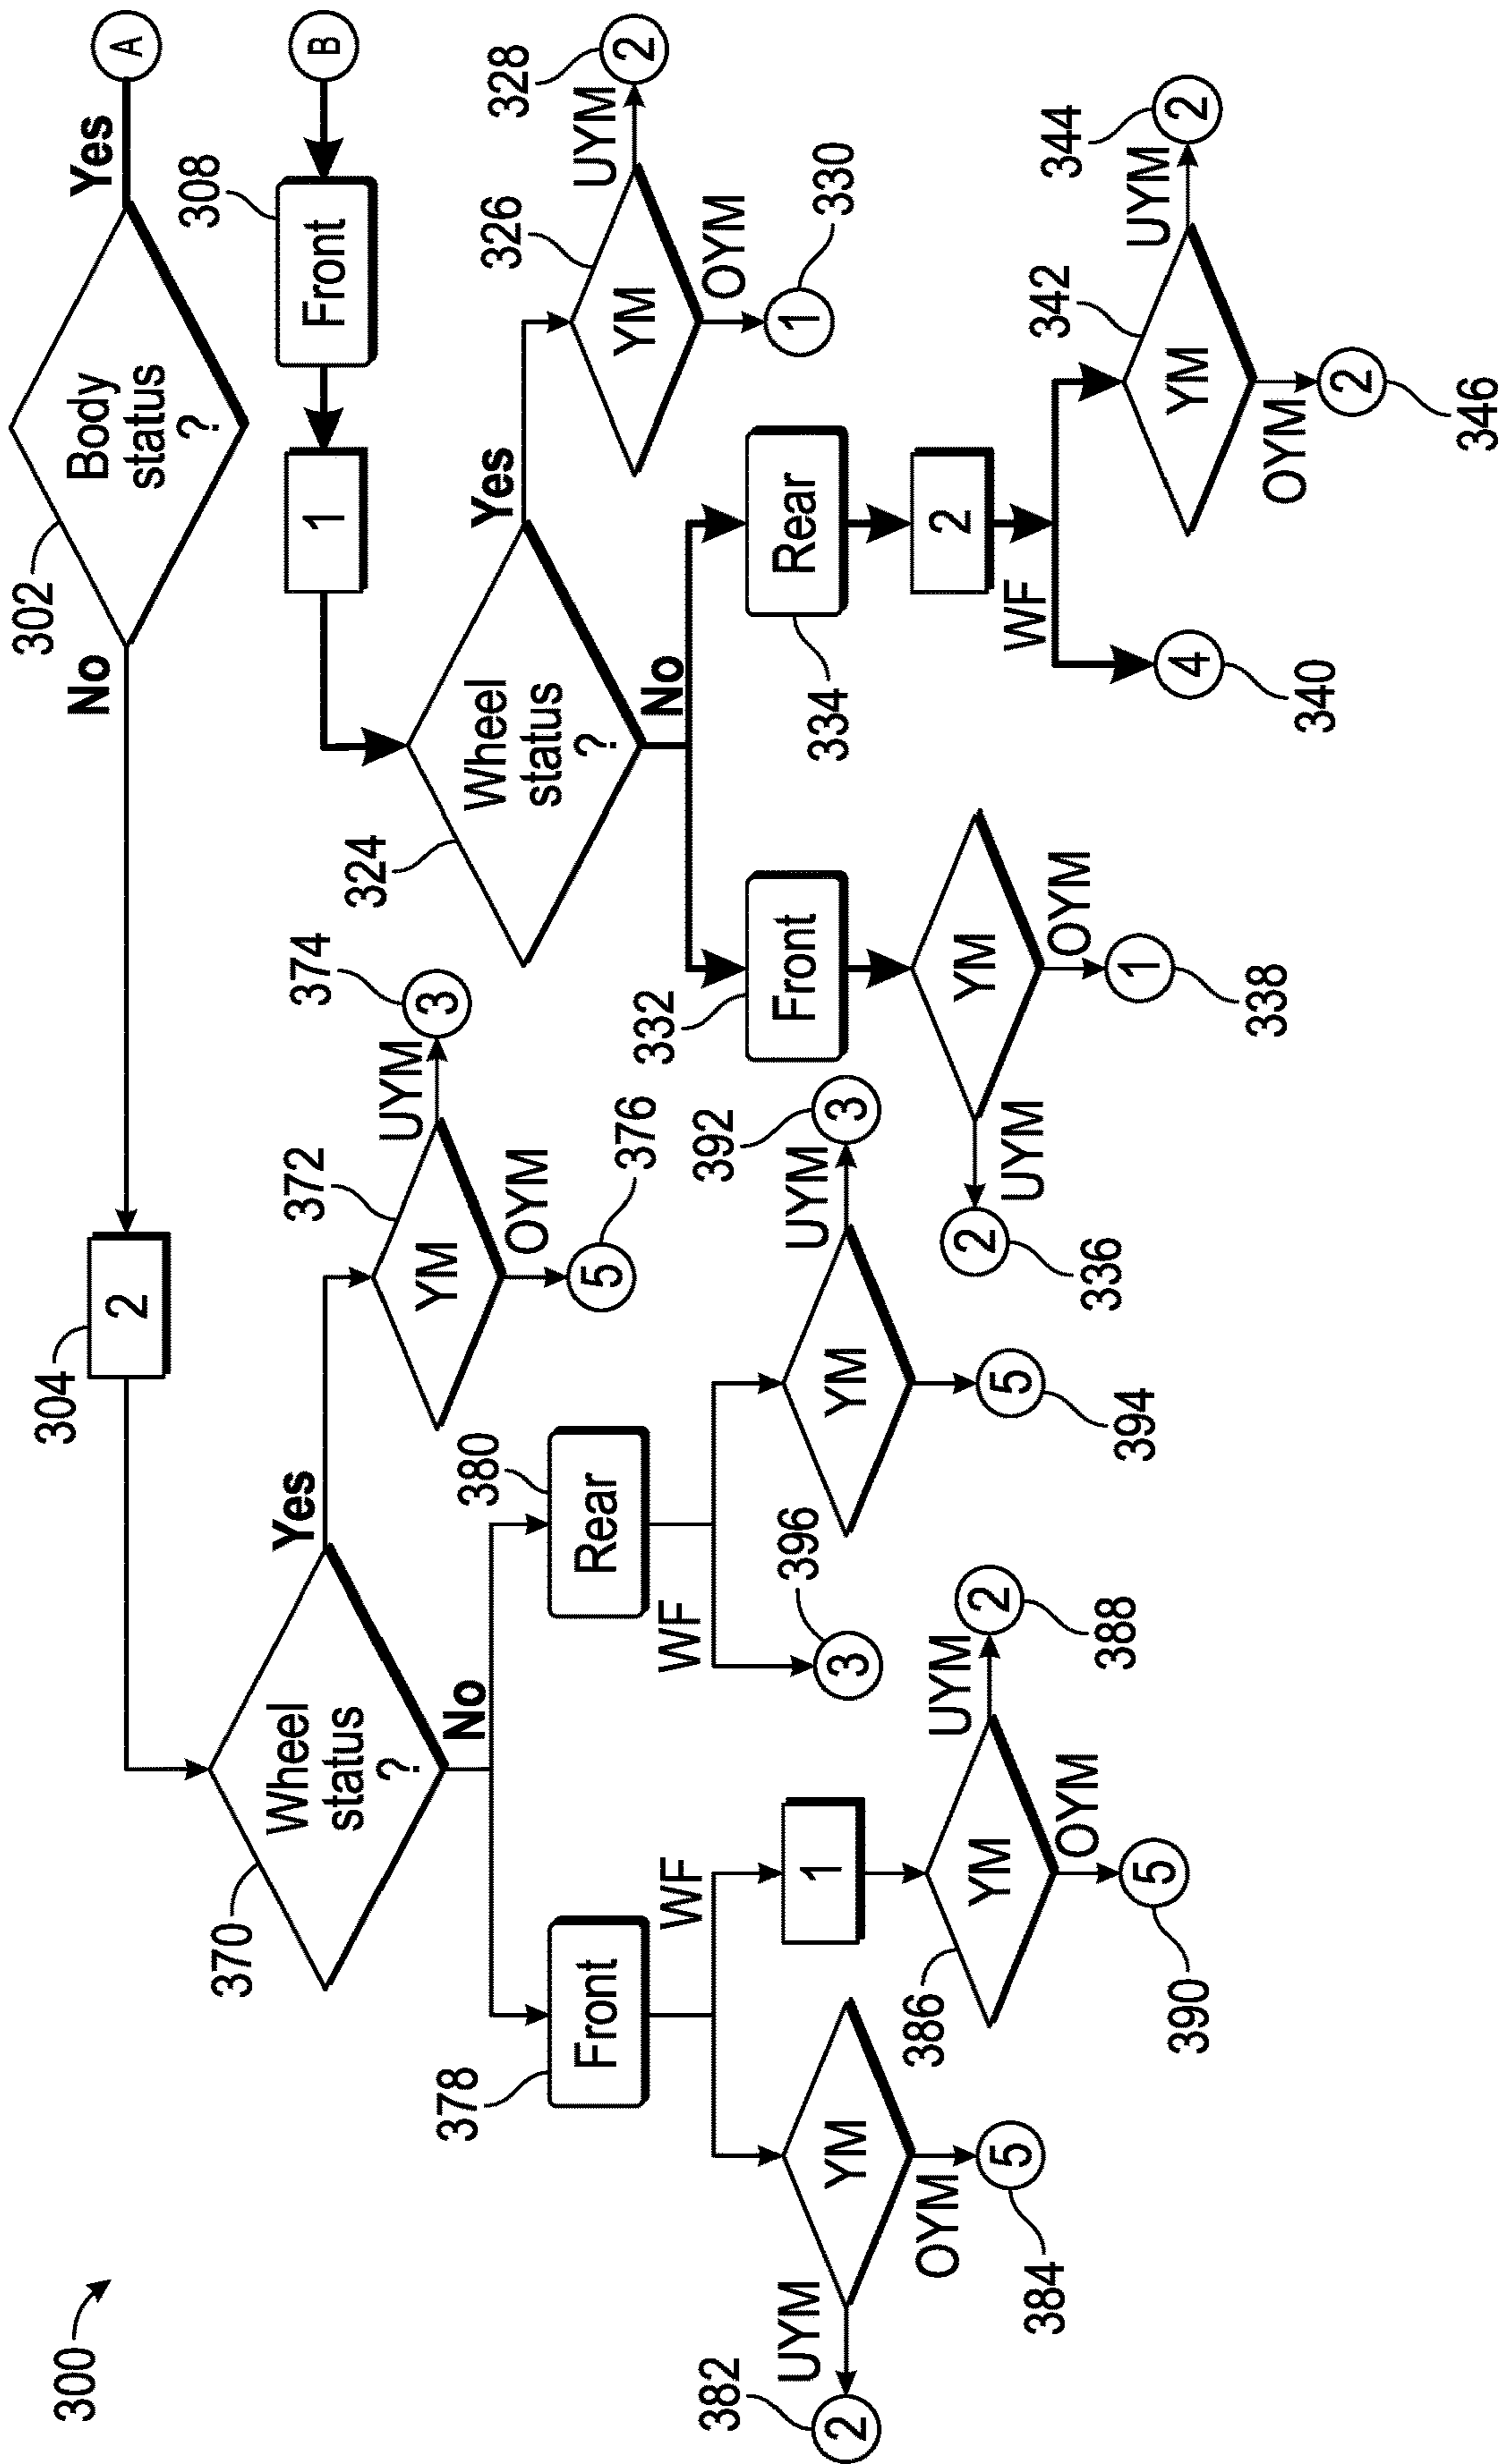 300
302
Body
status
?
Yes
A
No
304
2
B
308
Front
1
370
Wheel
status
?
Yes
No
372
YM
UYM
374
3
OYM
376
5
324
Wheel
status
?
Yes
No
326
YM
UYM
328
2
OYM
330
1
378
Front
WF
380
Rear
WF
332
Front
334
Rear
2
WF
382
2
UYM
YM
OYM
384
5
1
386
YM
UYM
388
2
OYM
390
5
396
3
YM
UYM
392
3
394
5
336
2
UYM
YM
OYM
338
1
340
4
342
YM
UYM
344
2
OYM
346
2